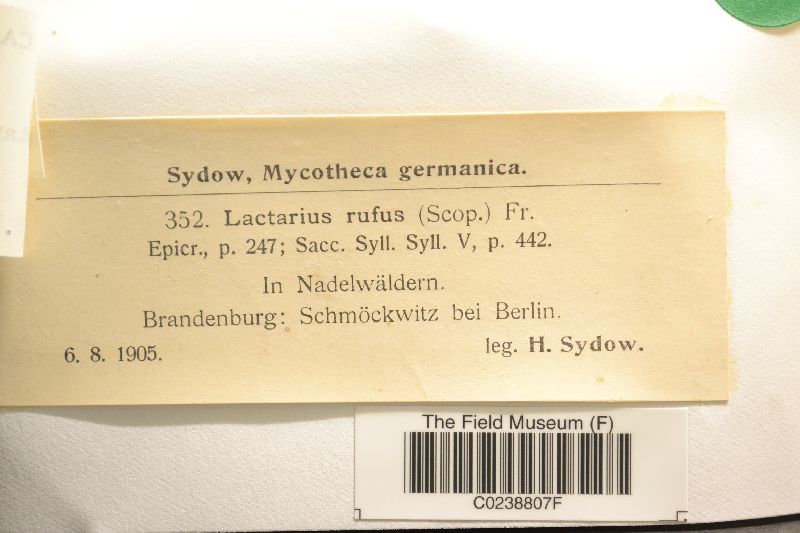 Sydow, Mycotheca germanica.
352. Lactarius rufus (Scop.) Fr.
Epicr., p. 247; Sacc. Syll. Syll. V, p. 442.
In Nadelwäldern.
Brandenburg: Schmöckwitz bei Berlin.
6. 8. 1905. leg. H. Sydow.
The Field Museum (F)
C0238807F